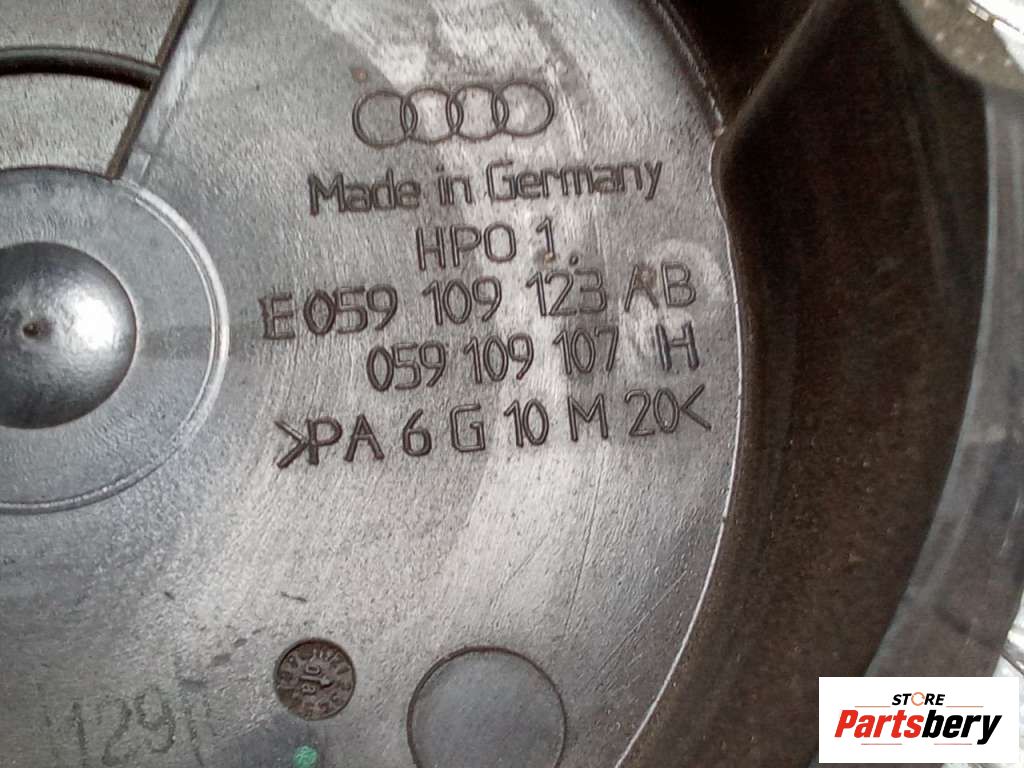 Made in Germany
HPO 1.
E 059 109 123 AB
059 109 107 H
>PA 6 G 10 M 20<
STORE
Partsbery